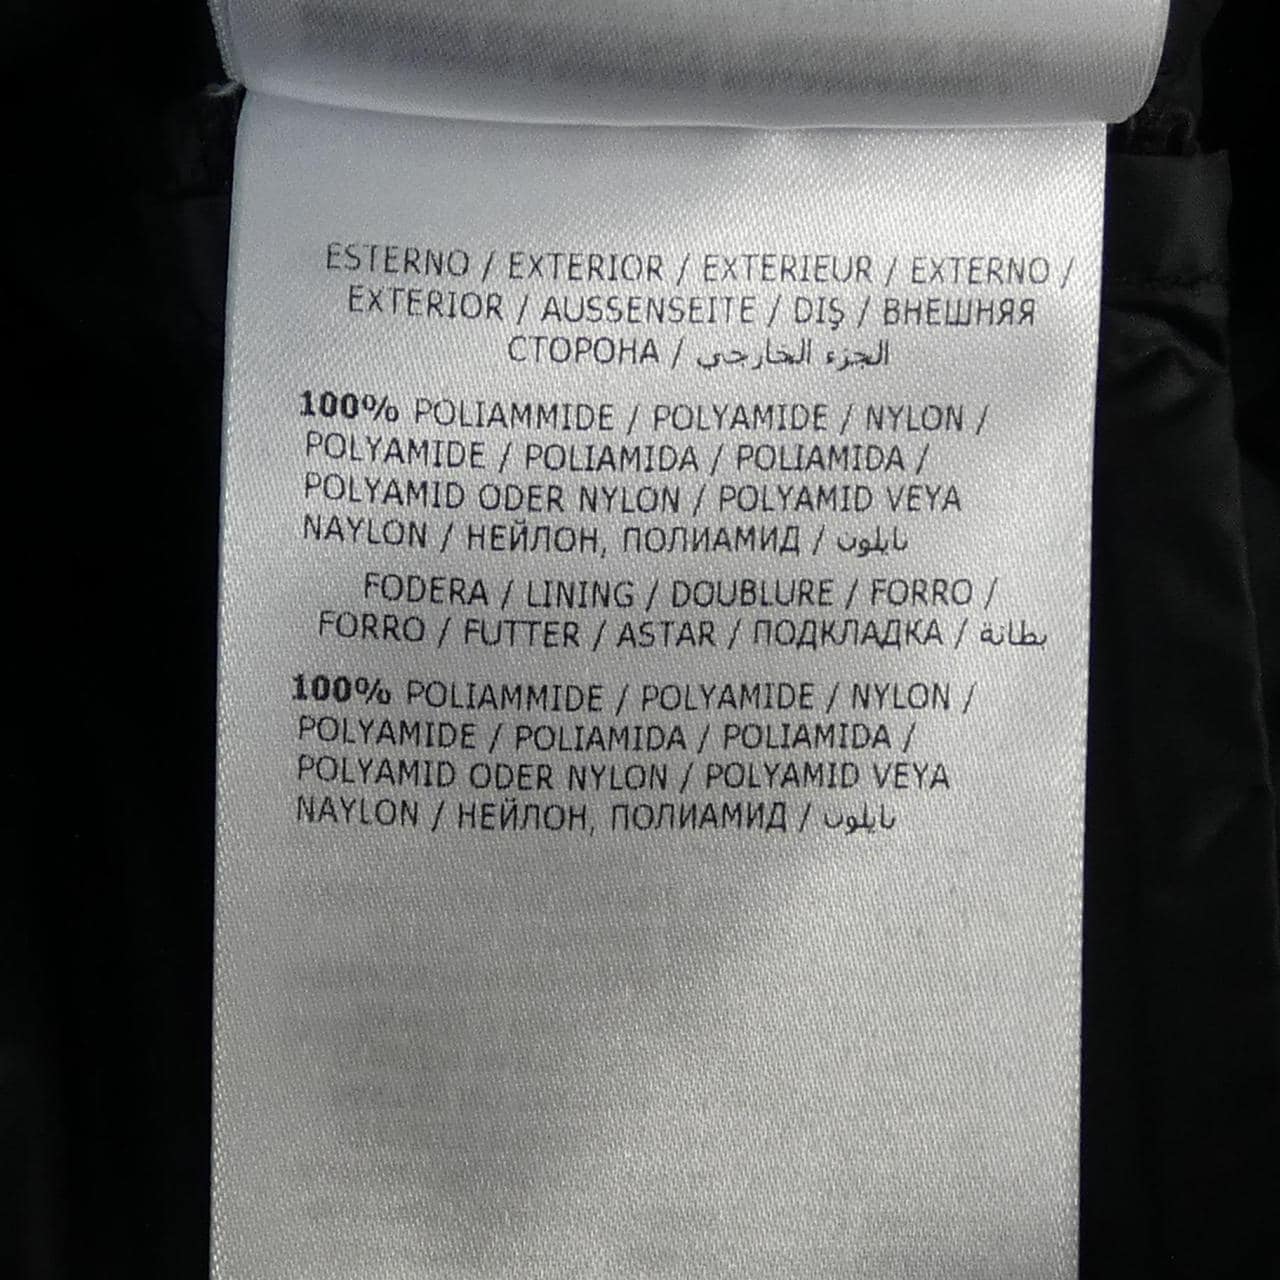 ESTERNO / EXTERIOR / EXTERIEUR / EXTERNO /
EXTERIOR / AUSSENSEITE / DIŞ / ВНЕШНЯЯ
СТОРОНА / الجزء الخارجي
100% POLIAMMIDE / POLYAMIDE / NYLON /
POLYAMIDE / POLIAMIDA / POLIAMIDA /
POLYAMID ODER NYLON / POLYAMID VEYA
NAYLON / НЕЙЛОН, ПОЛИАМИД / نايلون
FODERA / LINING / DOUBLURE / FORRO /
FORRO / FUTTER / ASTAR / ПОДКЛАДКА / بطانة
100% POLIAMMIDE / POLYAMIDE / NYLON /
POLYAMIDE / POLIAMIDA / POLIAMIDA /
POLYAMID ODER NYLON / POLYAMID VEYA
NAYLON / НЕЙЛОН, ПОЛИАМИД / نايلون